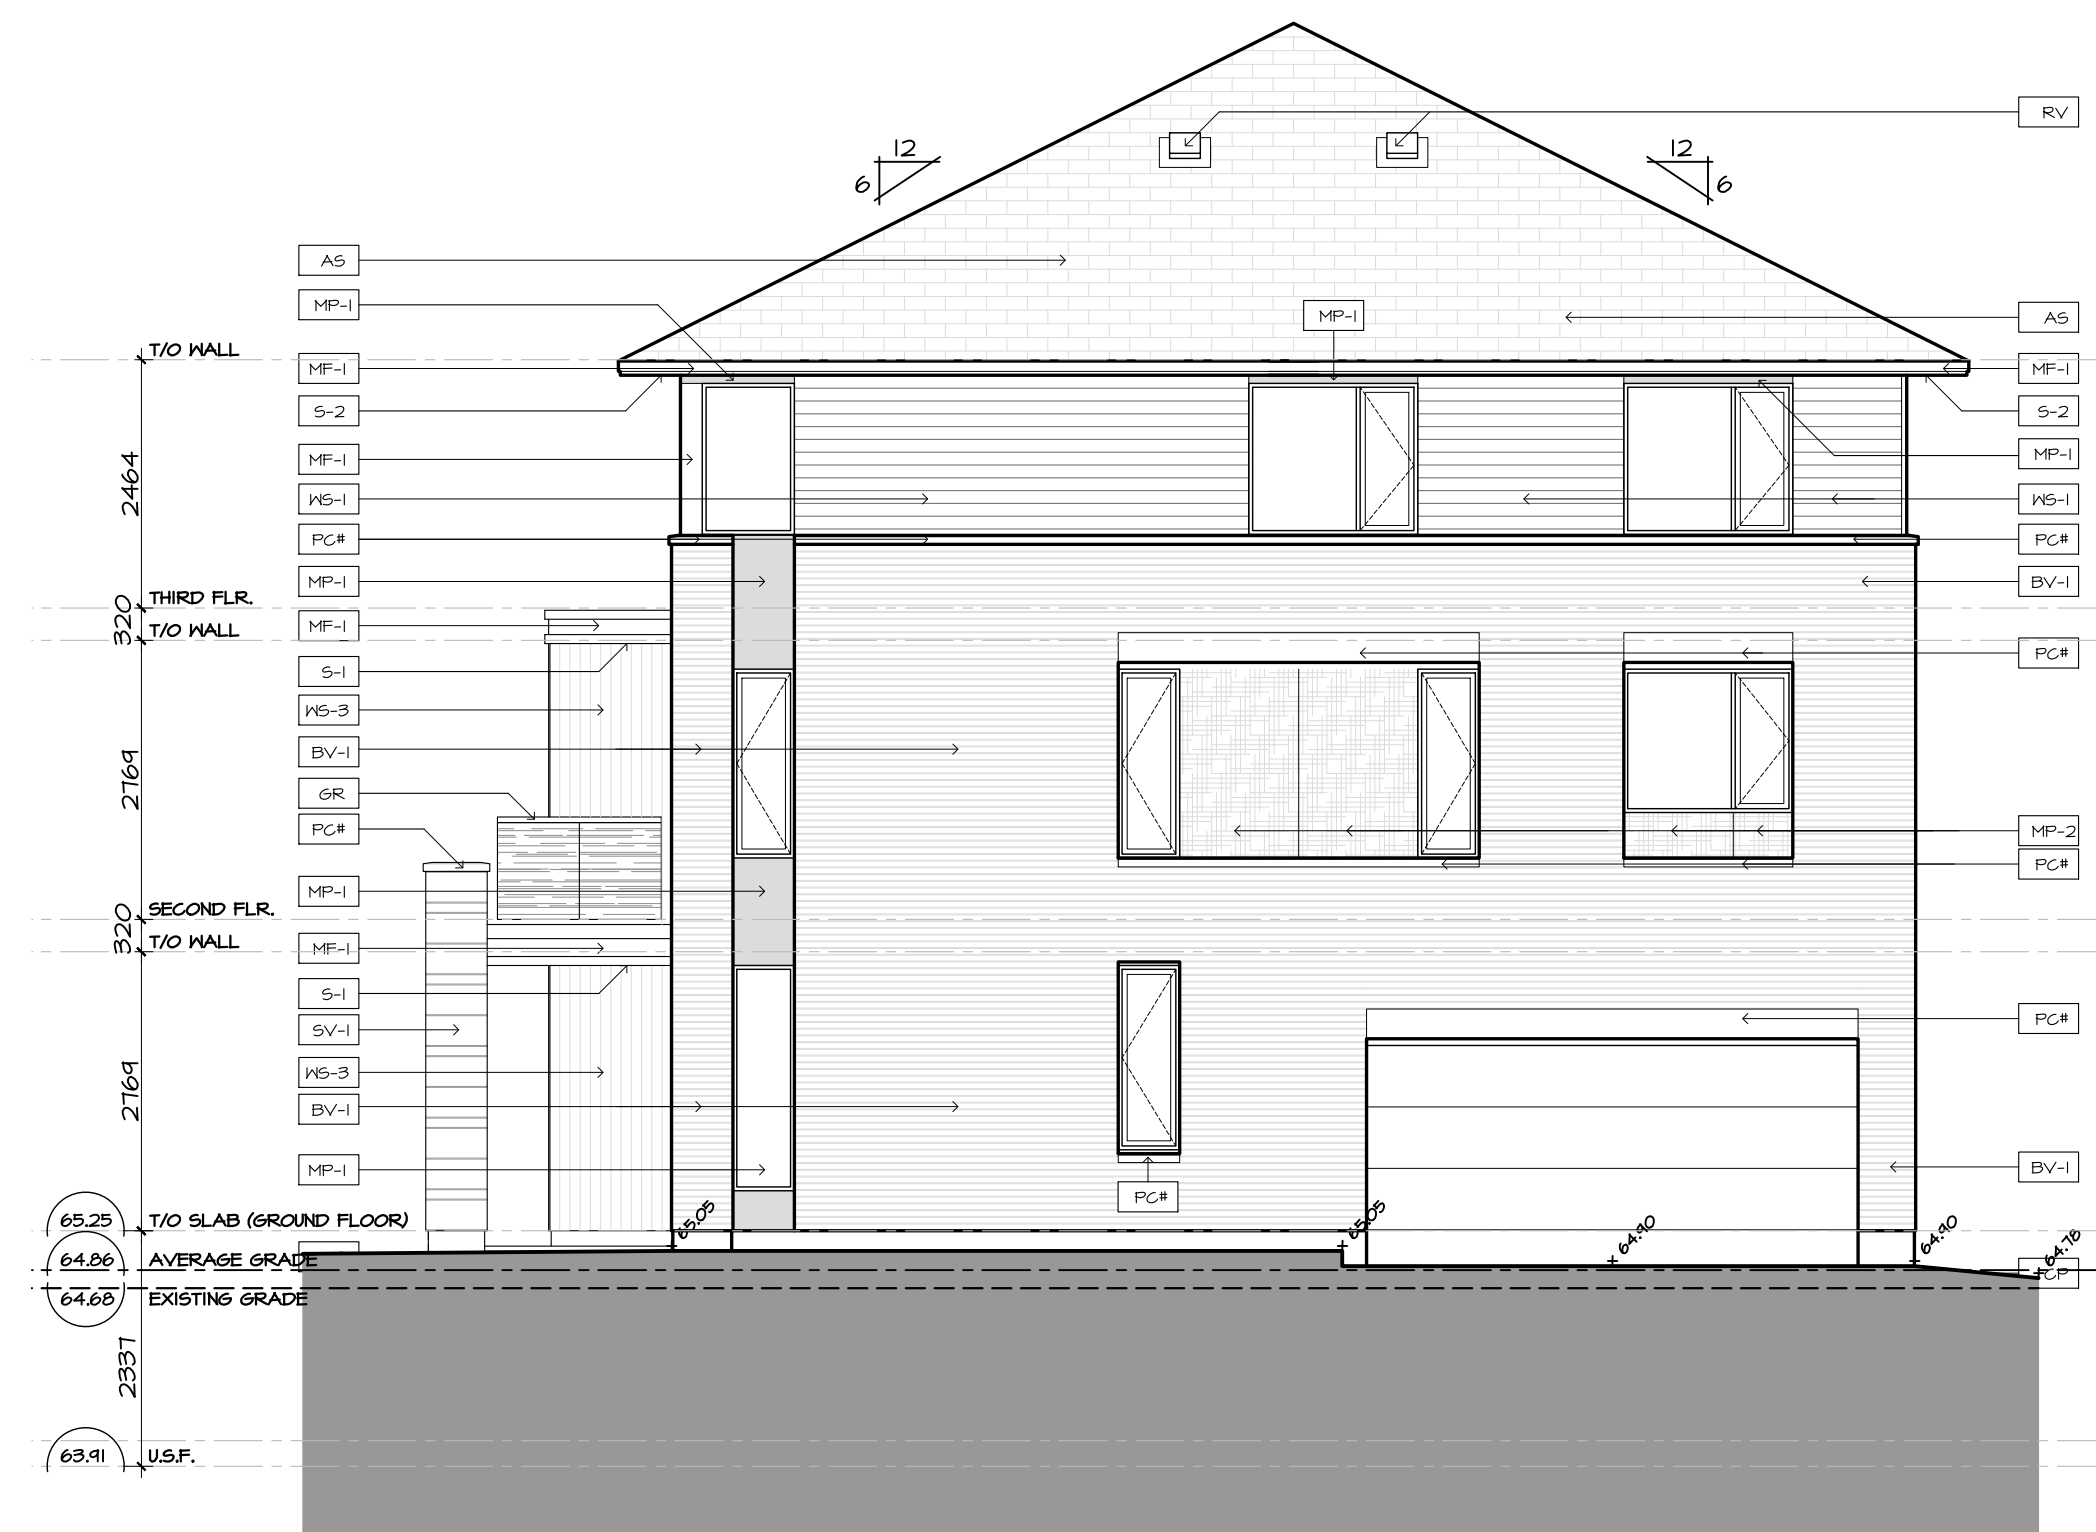 RV
12
6
12
6
AS
MP-1
MP-1
AS
T/O WALL
MF-1
MF-1
S-2
S-2
MF-1
MP-1
2464
WS-1
WS-1
PC#
PC#
MP-1
BV-1
THIRD FLR.
320
MF-1
T/O WALL
PC#
S-1
WS-3
BV-1
2769
GR
PC#
MP-2
PC#
MP-1
SECOND FLR.
320
MF-1
T/O WALL
S-1
PC#
SV-1
WS-3
2769
BV-1
MP-1
BV-1
PC#
65.25
T/O SLAB (GROUND FLOOR)
65.05
65.05
64.90
64.90
64.78
64.86
AVERAGE GRADE
CP
64.68
EXISTING GRADE
2337
63.91
U.S.F.